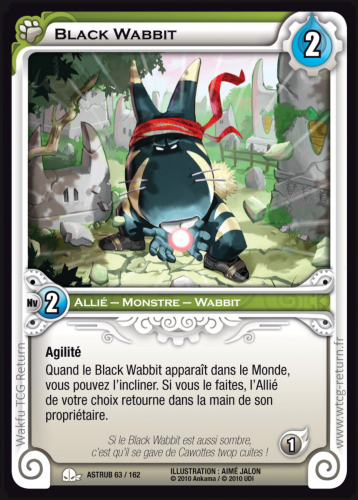 Black Wabbit
2
Nv 2 Allié – Monstre – Wabbit
Agilité
Quand le Black Wabbit apparaît dans le Monde,
vous pouvez l'incliner. Si vous le faites, l'Allié
de votre choix retourne dans la main de son
propriétaire.
Si le Black Wabbit est aussi sombre,
c'est qu'il se gave de Cawottes twop cuites !
1
ASTRUB 63 / 162
ILLUSTRATION : AIMÉ JALON
© 2010 Ankama / © 2010 UDI
Wakfu TCG Return
www.wtcg-return.fr